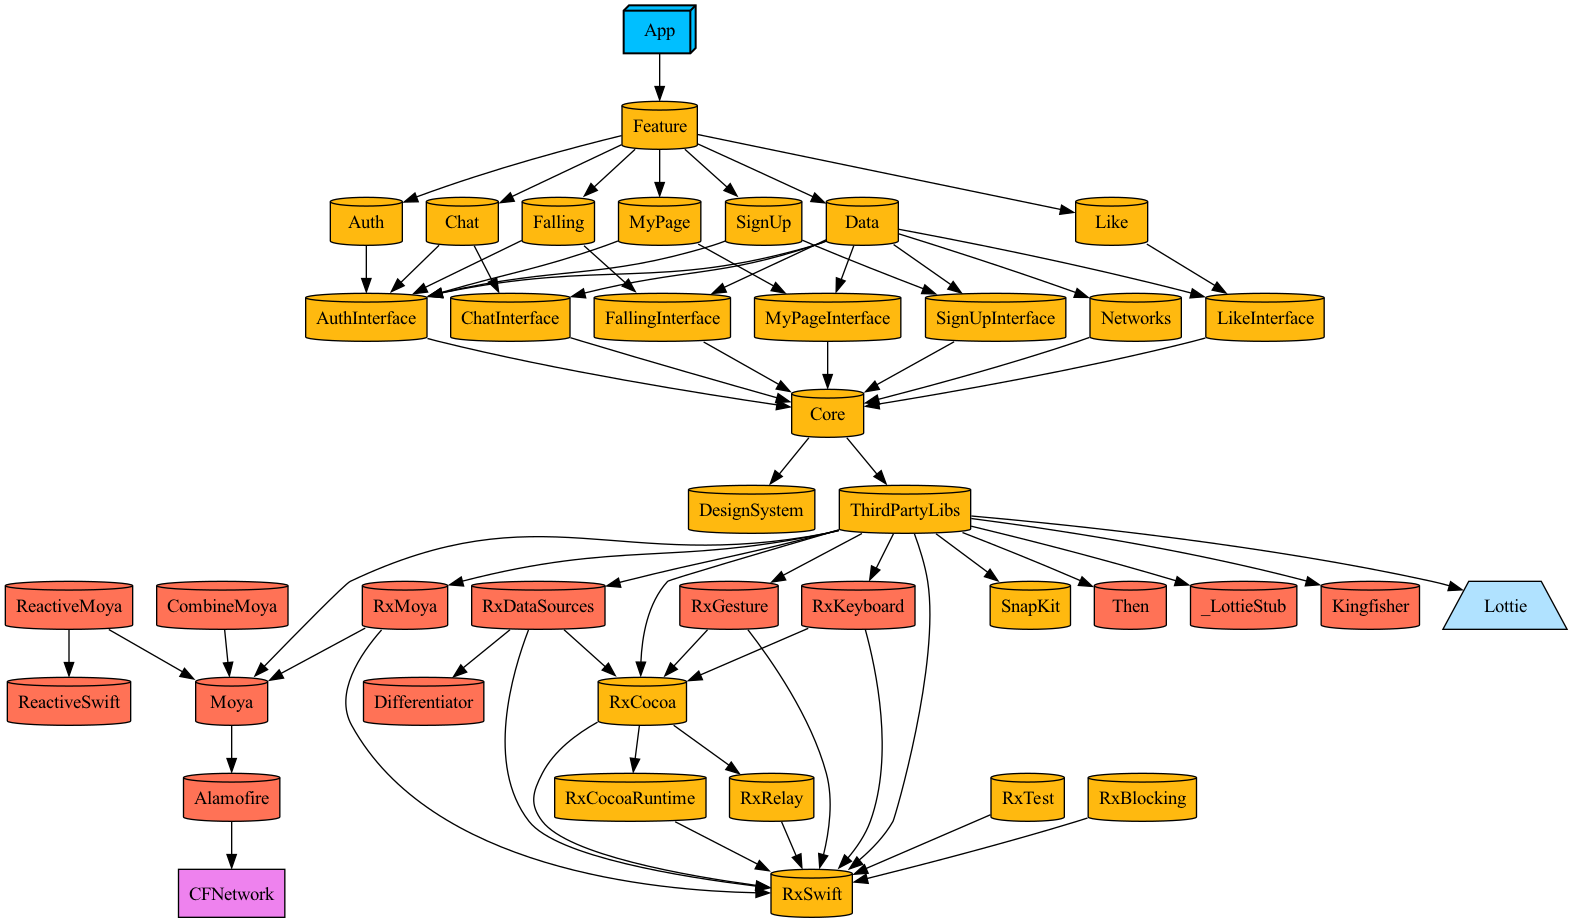 App
Feature
Auth
Chat
Falling
MyPage
SignUp
Data
Like
AuthInterface
ChatInterface
FallingInterface
MyPageInterface
SignUpInterface
Networks
LikeInterface
Core
DesignSystem
ThirdPartyLibs
ReactiveMoya
CombineMoya
RxMoya
RxDataSources
RxGesture
RxKeyboard
SnapKit
Then
_LottieStub
Kingfisher
Lottie
ReactiveSwift
Moya
Differentiator
RxCocoa
Alamofire
RxCocoaRuntime
RxRelay
RxTest
RxBlocking
CFNetwork
RxSwift